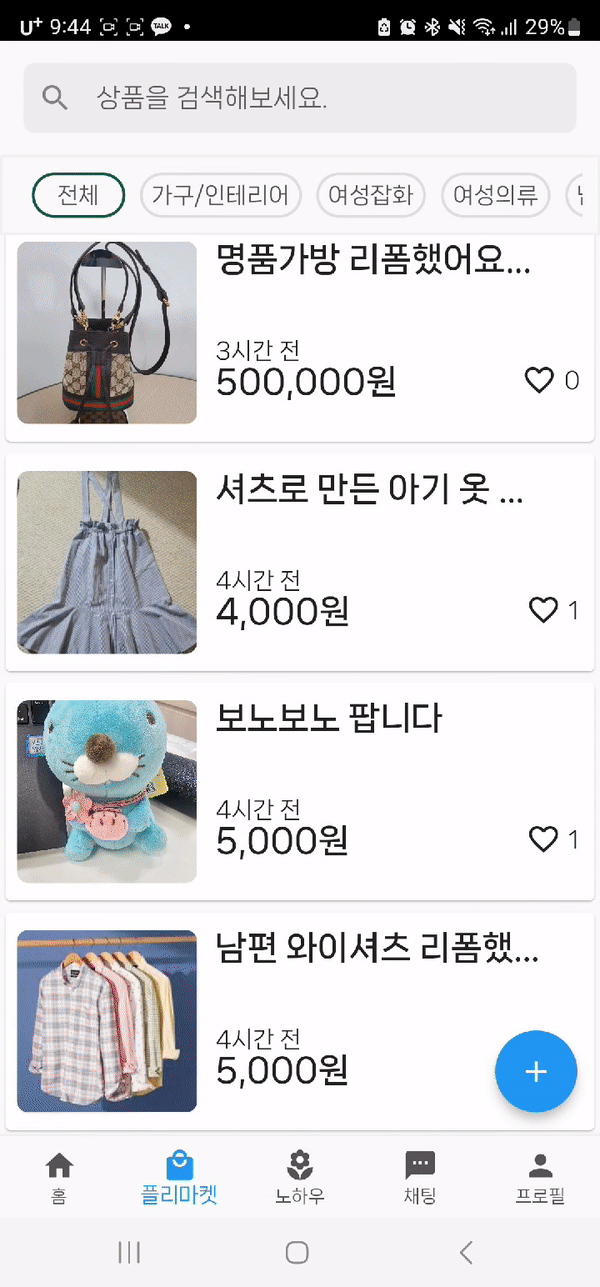 U+ 9:44 TALK 29%
상품을 검색해보세요.
전체 가구/인테리어 여성잡화 여성의류
명품가방 리폼했어요...
3시간 전
500,000원 0
셔츠로 만든 아기 옷 ...
4시간 전
4,000원 1
보노보노 팝니다
4시간 전
5,000원 1
남편 와이셔츠 리폼했...
4시간 전
5,000원
홈 플리마켓 노하우 채팅 프로필